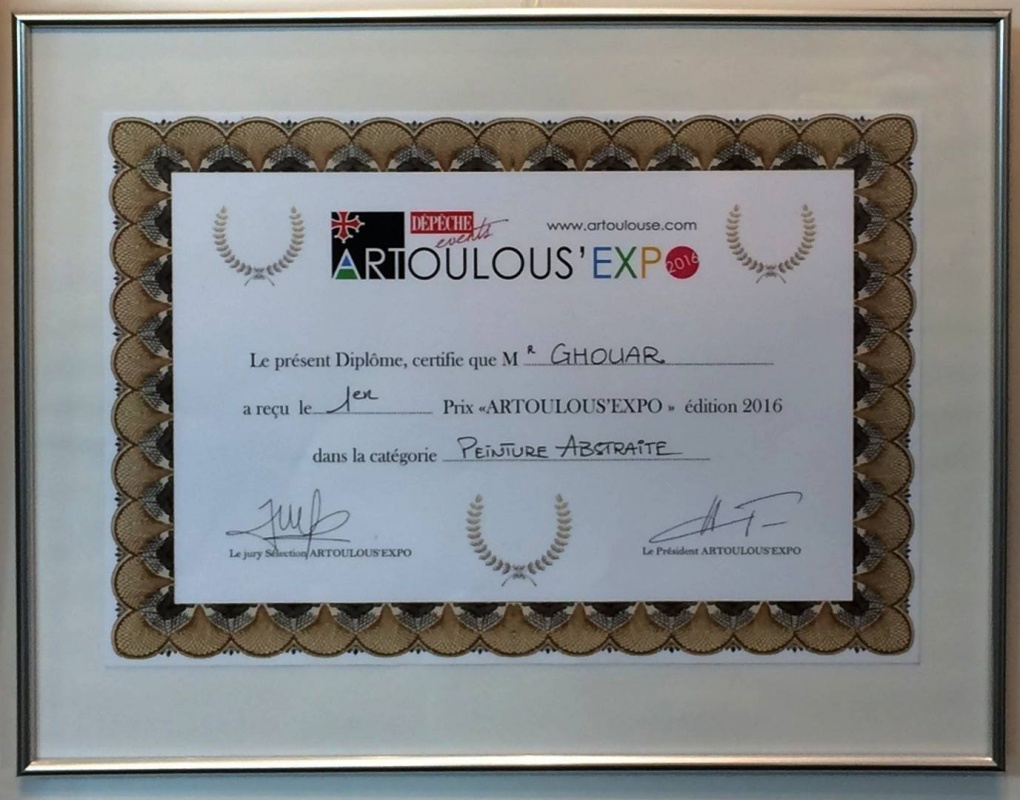 DÉPÊCHE
events
www.artoulouse.com
ARTOULOUS'EXPO 2016
Le présent Diplôme, certifie que M R GHOUAR
a reçu le 1er Prix «ARTOULOUS'EXPO » édition 2016
dans la catégorie PEINTURE ABSTRAITE
Le jury Sélection ARTOULOUS'EXPO
Le Président ARTOULOUS'EXPO